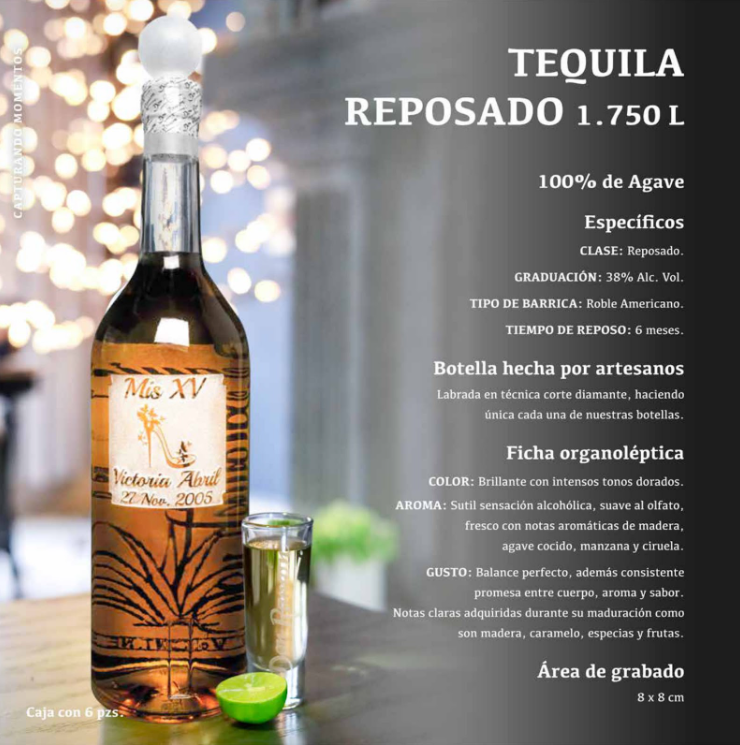 CAPTURANDO MOMENTOS
TEQUILA
REPOSADO 1.750 L
100% de Agave
Específicos
CLASE: Reposado.
GRADUACIÓN: 38% Alc. Vol.
TIPO DE BARRICA: Roble Americano.
TIEMPO DE REPOSO: 6 meses.
Botella hecha por artesanos
Labrada en técnica corte diamante, haciendo
única cada una de nuestras botellas.
Ficha organoléptica
COLOR: Brillante con intensos tonos dorados.
AROMA: Sutil sensación alcohólica, suave al olfato,
fresco con notas aromáticas de madera,
agave cocido, manzana y ciruela.
GUSTO: Balance perfecto, además consistente
promesa entre cuerpo, aroma y sabor.
Notas claras adquiridas durante su maduración como
son madera, caramelo, especias y frutas.
Área de grabado
8 x 8 cm
Mis XV
Victoria Abril
27 Nov. 2005
Caja con 6 pzs.